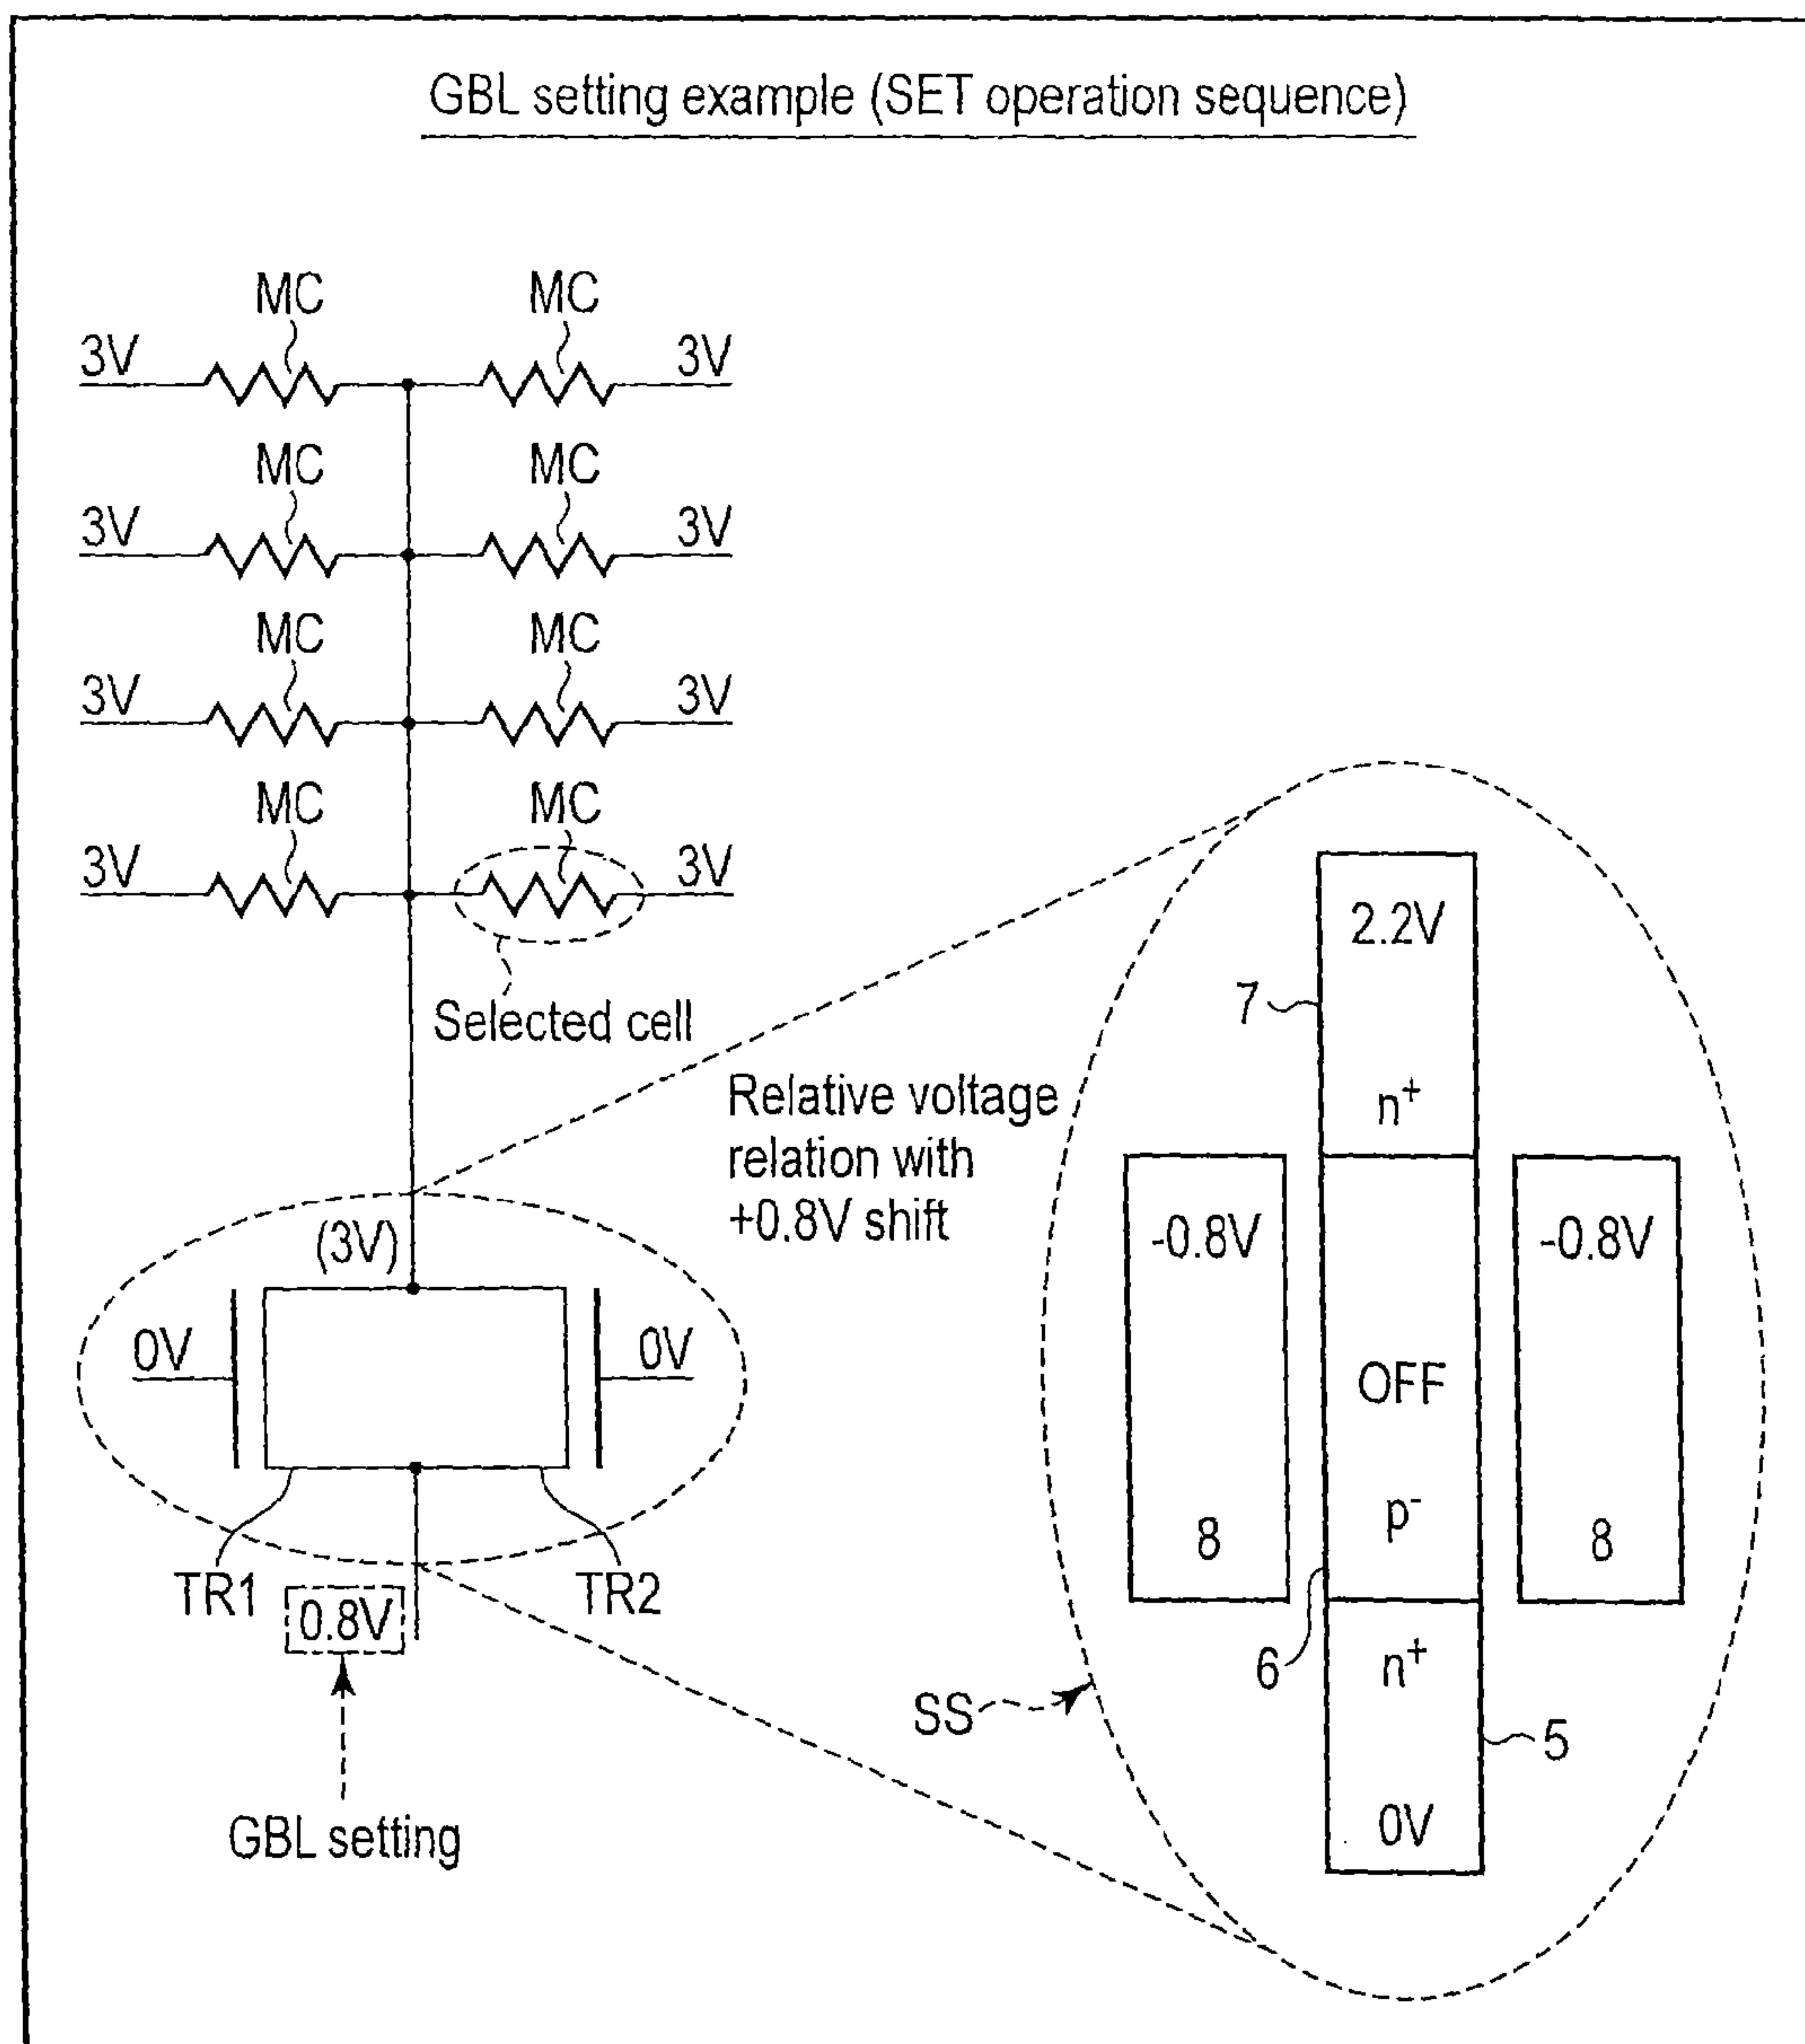 GBL setting example (SET operation sequence)
MC MC
3V 3V
MC MC
3V 3V
MC MC
3V 3V
MC MC
3V 3V
Selected cell
Relative voltage
relation with
+0.8V shift
(3V)
0V 0V
TR1 TR2
0.8V
GBL setting
2.2V
7
n+
-0.8V -0.8V
OFF
p-
8 8
6
n+
SS
5
0V